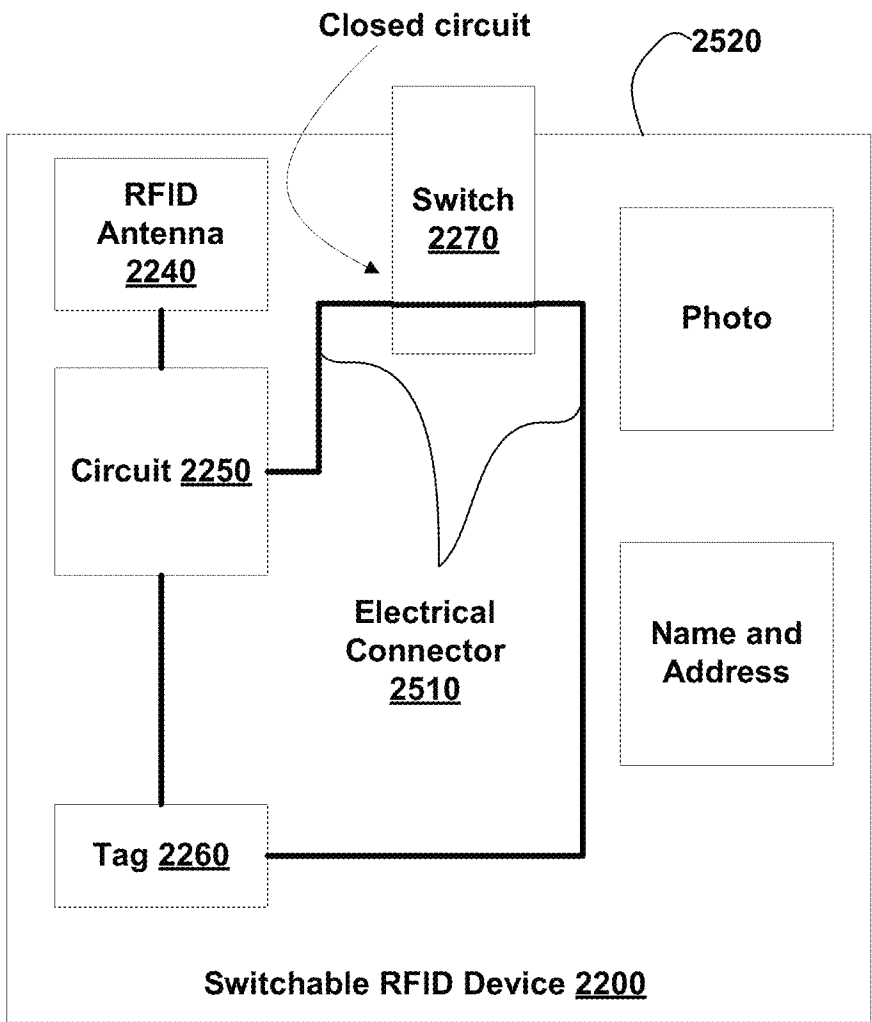 Closed circuit
2520
RFID
Antenna
2240
Switch
2270
Photo
Circuit 2250
Electrical
Connector
2510
Name and
Address
Tag 2260
Switchable RFID Device 2200